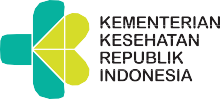 KEMENTERIAN
KESEHATAN
REPUBLIK
INDONESIA